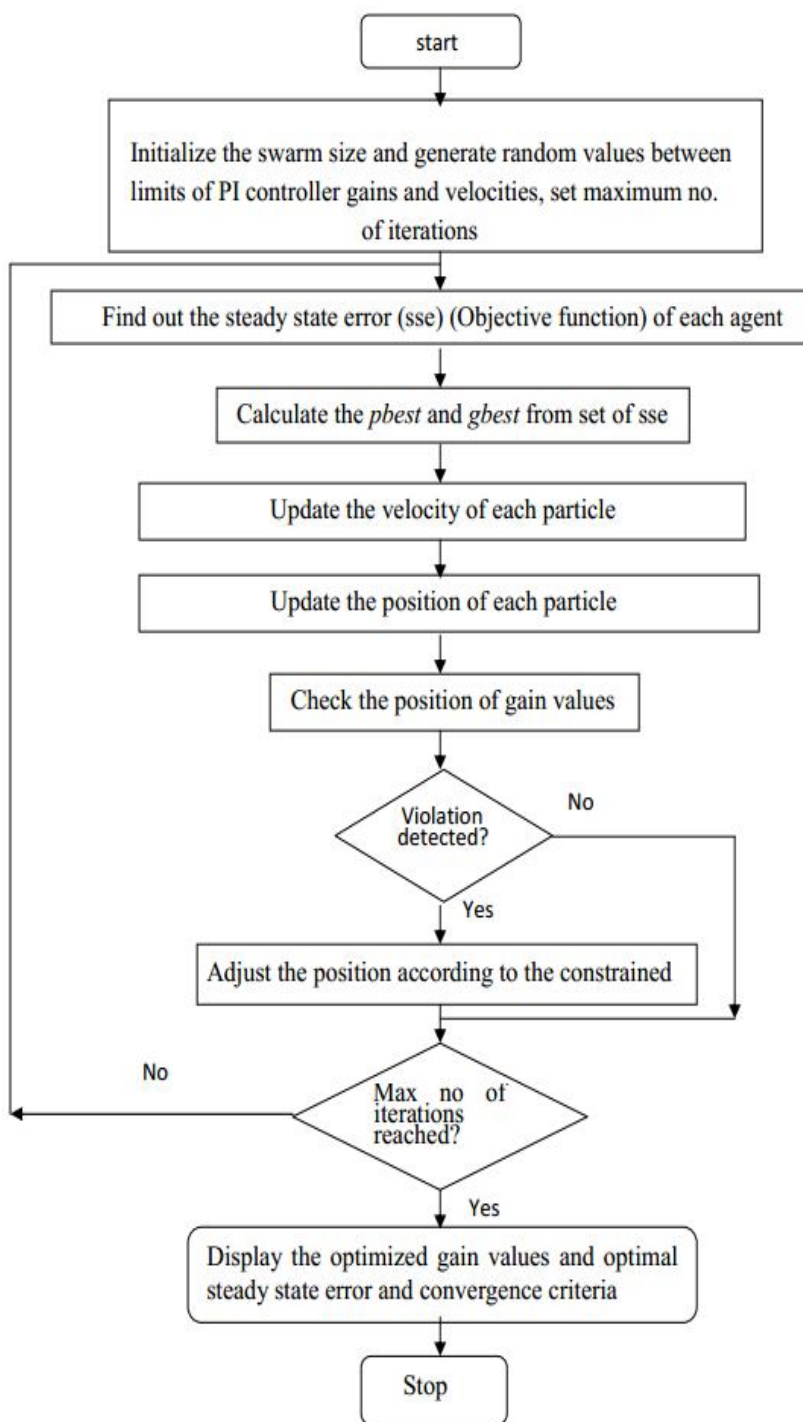 start
Initialize the swarm size and generate random values between
limits of PI controller gains and velocities, set maximum no.
of iterations
Find out the steady state error (sse) (Objective function) of each agent
Calculate the pbest and gbest from set of sse
Update the velocity of each particle
Update the position of each particle
Check the position of gain values
Violation
detected?
No
Yes
Adjust the position according to the constrained
No
Max no of
iterations
reached?
Yes
Display the optimized gain values and optimal
steady state error and convergence criteria
Stop